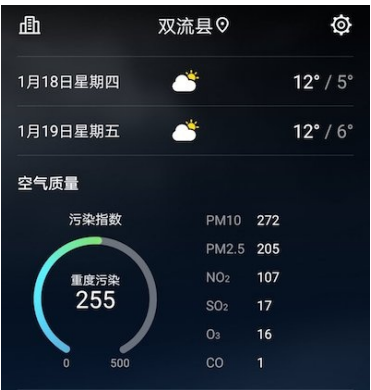 双流县
1月18日星期四 12° / 5°
1月19日星期五 12° / 6°
空气质量
污染指数
重度污染
255
0 500
PM10 272
PM2.5 205
NO₂ 107
SO₂ 17
O₃ 16
CO 1